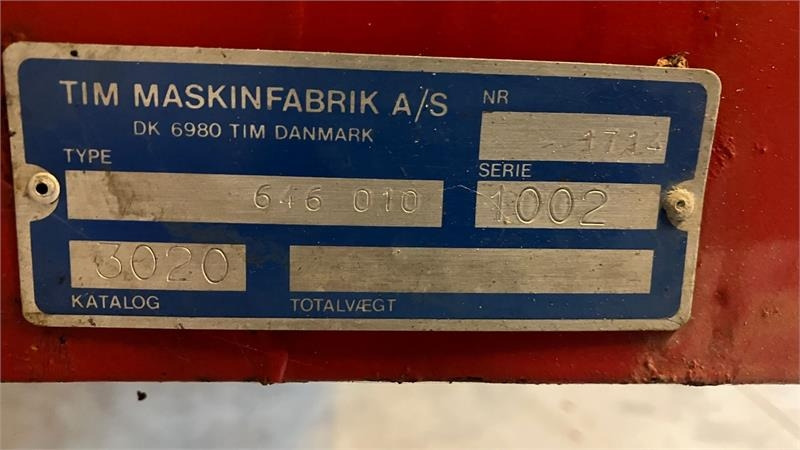 TIM MASKINFABRIK A/S
DK 6980 TIM DANMARK
NR
TYPE
646 010
SERIE
1002
3020
KATALOG
TOTALVÆGT